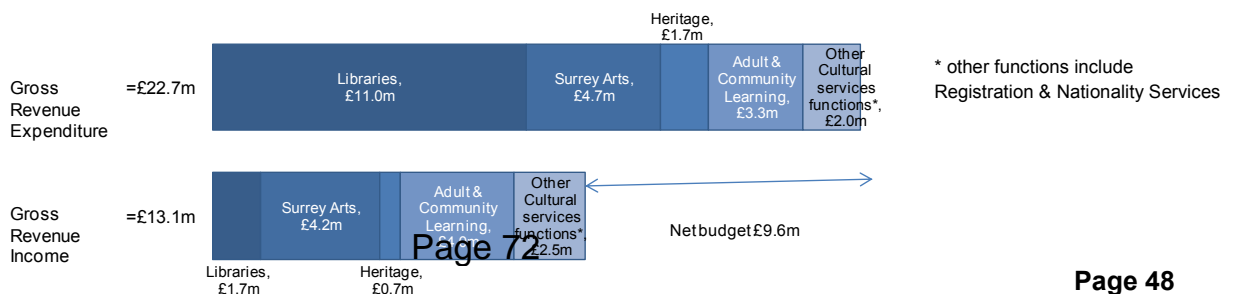 Heritage,
£1.7m
Gross
Revenue
Expenditure
=£22.7m
Libraries,
£11.0m
Surrey Arts,
£4.7m
Adult &
Community
Learning,
£3.3m
Other
Cultural
services
functions*,
£2.0m
* other functions include
Registration & Nationality Services
Gross
Revenue
Income
=£13.1m
Surrey Arts,
£4.2m
Adult &
Community
Learning,
Other
Cultural
services
functions*,
£2.5m
Net budget £9.6m
Libraries,
£1.7m
Heritage,
£0.7m
Page 72
Page 48